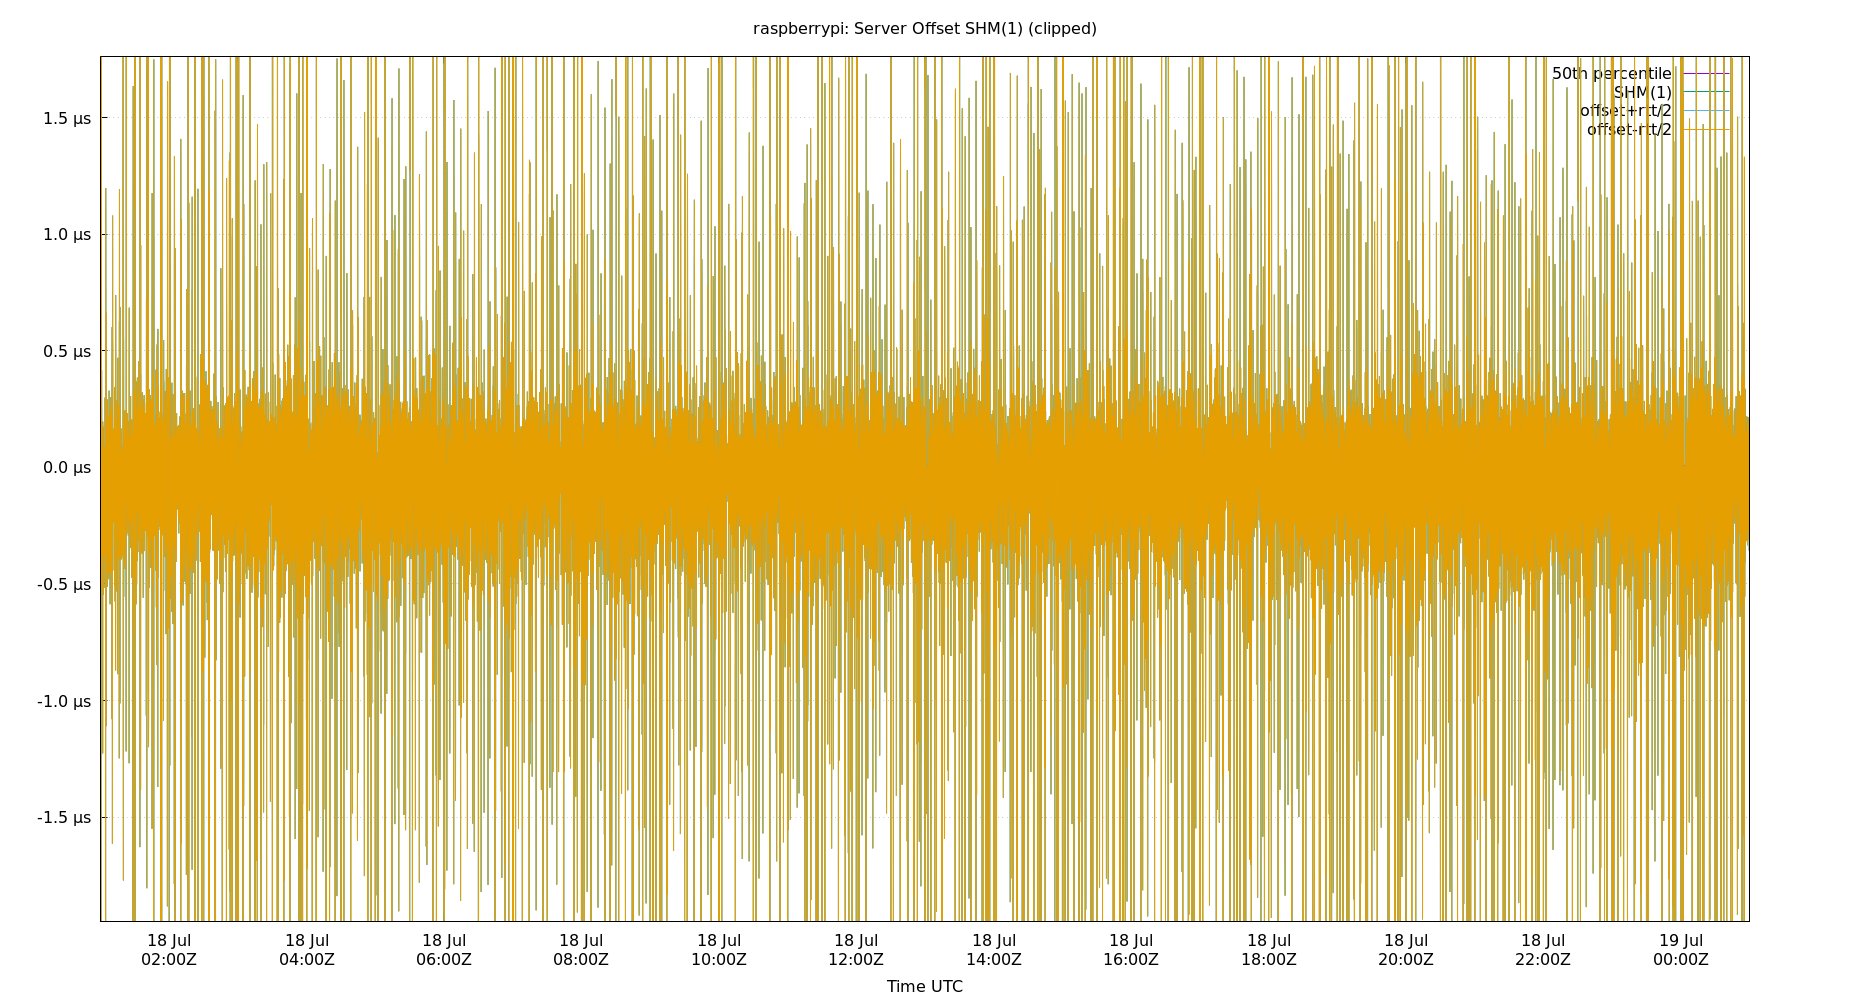 raspberrypi: Server Offset SHM(1) (clipped)
50th percentile
SHM(1)
offset+rtt/2
offset-rtt/2
1.5 µs
1.0 µs
0.5 µs
0.0 µs
-0.5 µs
-1.0 µs
-1.5 µs
18 Jul 18 Jul 18 Jul 18 Jul 18 Jul 18 Jul 18 Jul 18 Jul 18 Jul 18 Jul 18 Jul 19 Jul
02:00Z 04:00Z 06:00Z 08:00Z 10:00Z 12:00Z 14:00Z 16:00Z 18:00Z 20:00Z 22:00Z 00:00Z
Time UTC